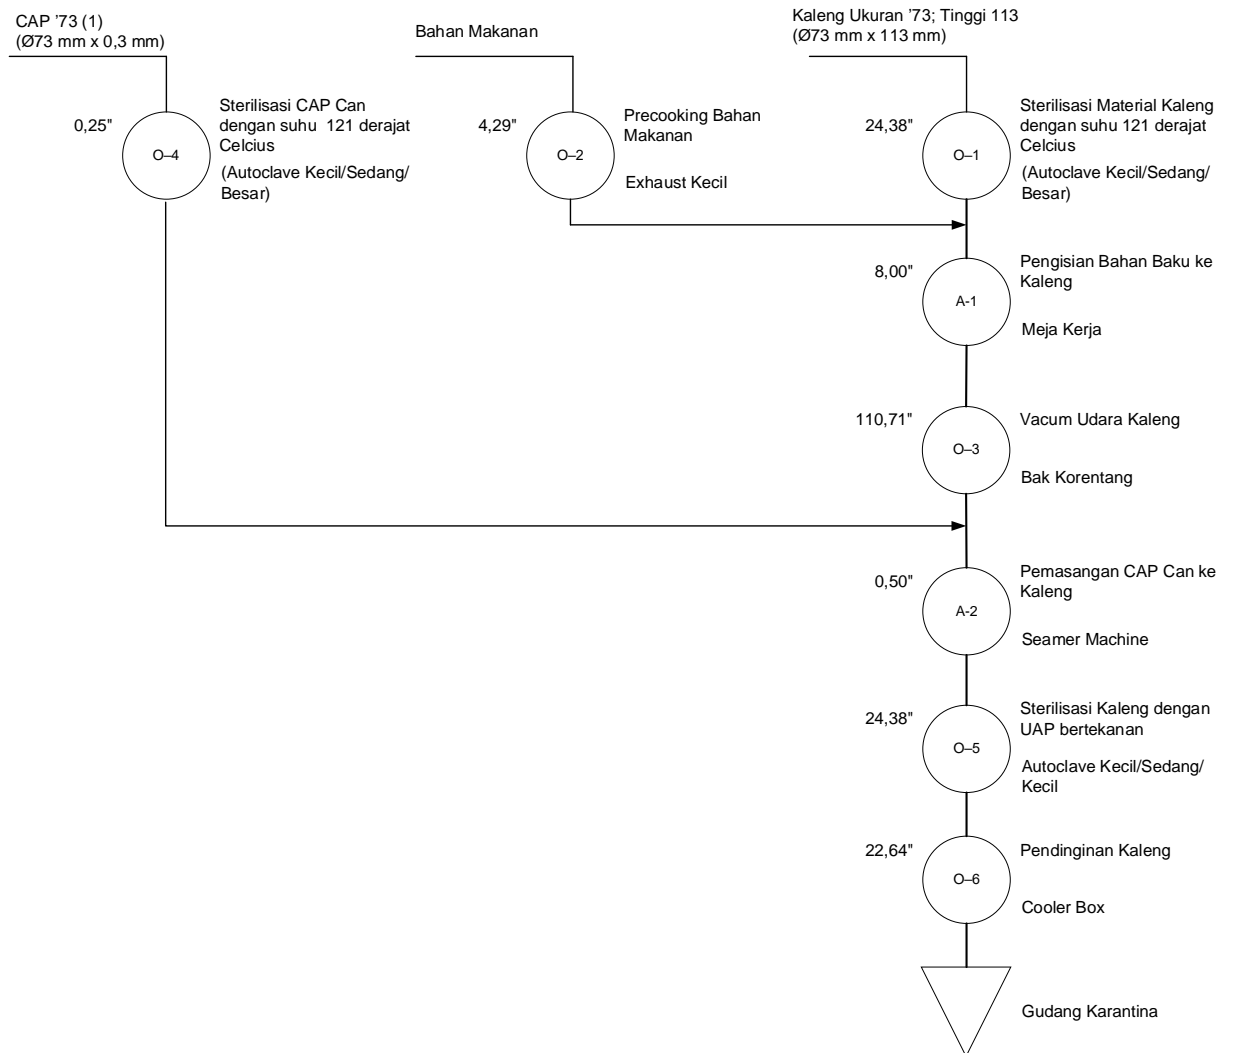 CAP '73 (1)
(Ø73 mm x 0,3 mm)
Bahan Makanan
Kaleng Ukuran '73; Tinggi 113
(Ø73 mm x 113 mm)
0,25"
O–4
Sterilisasi CAP Can
dengan suhu  121 derajat
Celcius
(Autoclave Kecil/Sedang/
Besar)
4,29"
O–2
Precooking Bahan
Makanan
Exhaust Kecil
24,38"
O–1
Sterilisasi Material Kaleng
dengan suhu 121 derajat
Celcius
(Autoclave Kecil/Sedang/
Besar)
8,00"
A-1
Pengisian Bahan Baku ke
Kaleng
Meja Kerja
110,71"
O–3
Vacum Udara Kaleng
Bak Korentang
0,50"
A-2
Pemasangan CAP Can ke
Kaleng
Seamer Machine
24,38"
O–5
Sterilisasi Kaleng dengan
UAP bertekanan
Autoclave Kecil/Sedang/
Kecil
22,64"
O–6
Pendinginan Kaleng
Cooler Box
Gudang Karantina